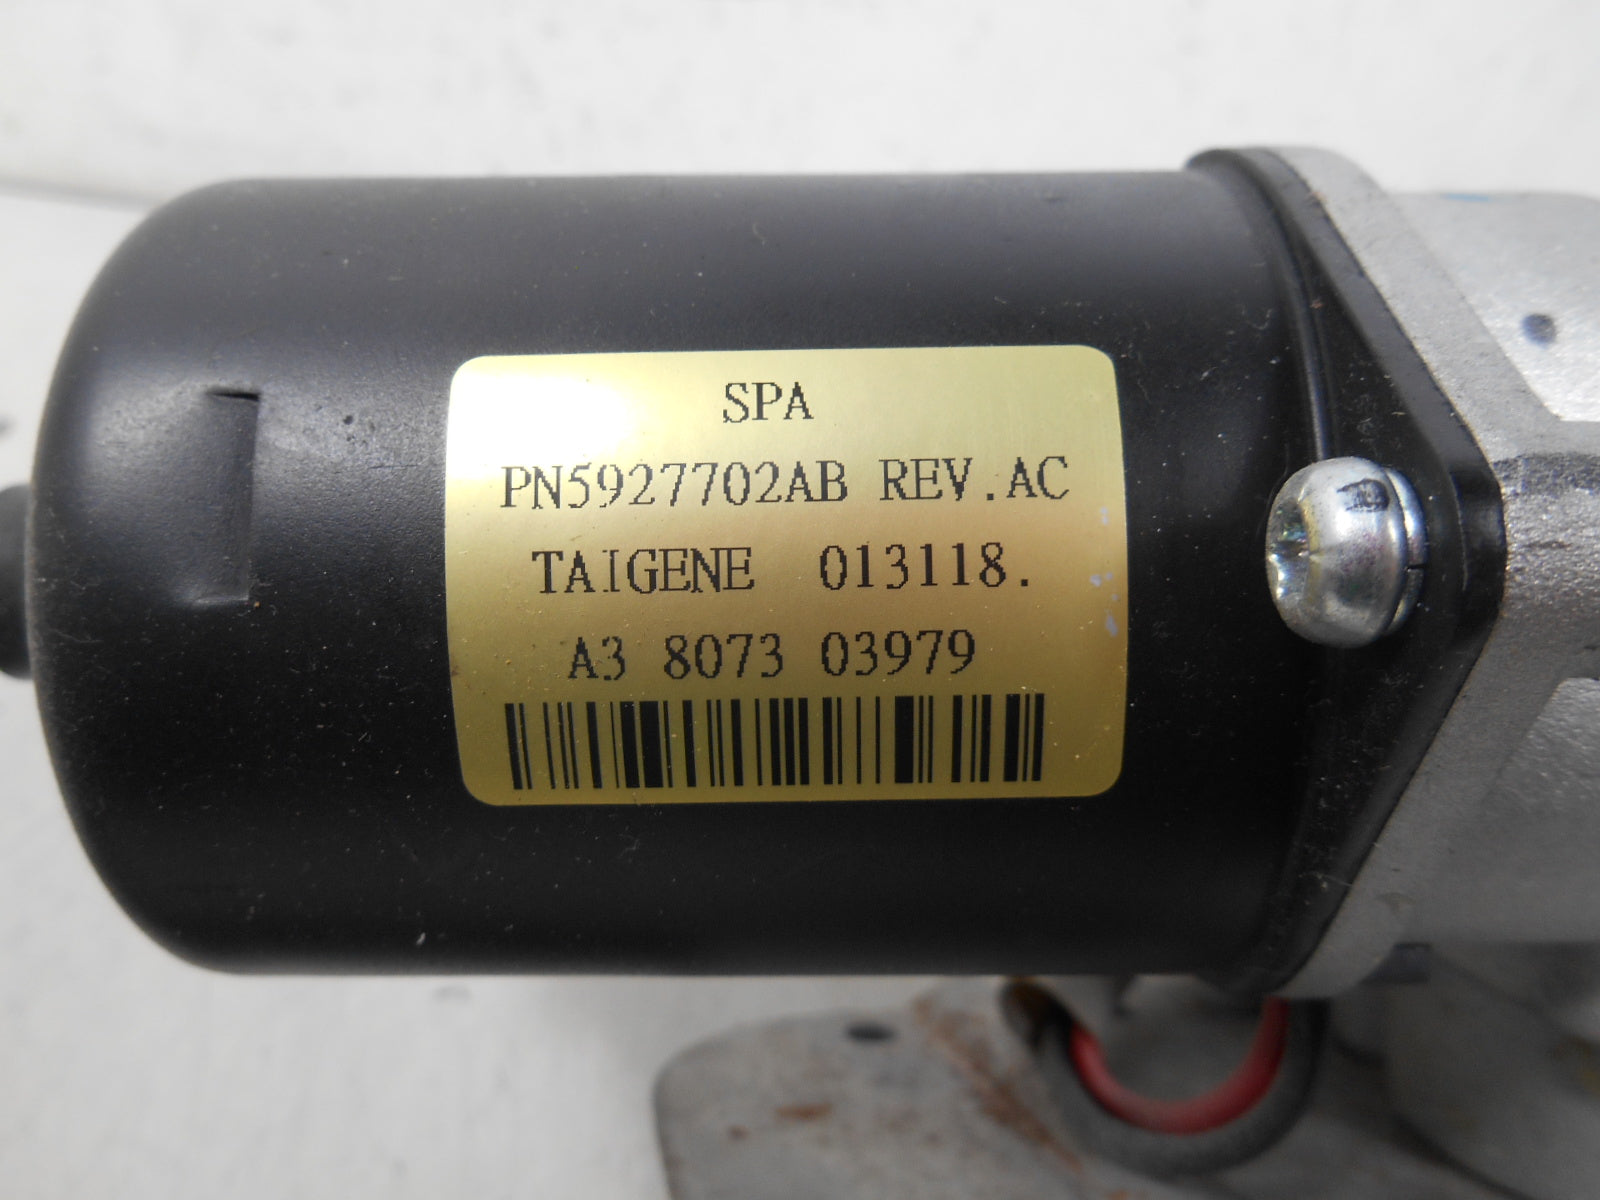 SPA
PN5927702AB REV.AC
TAIGENE 013118.
A3 8073 03979